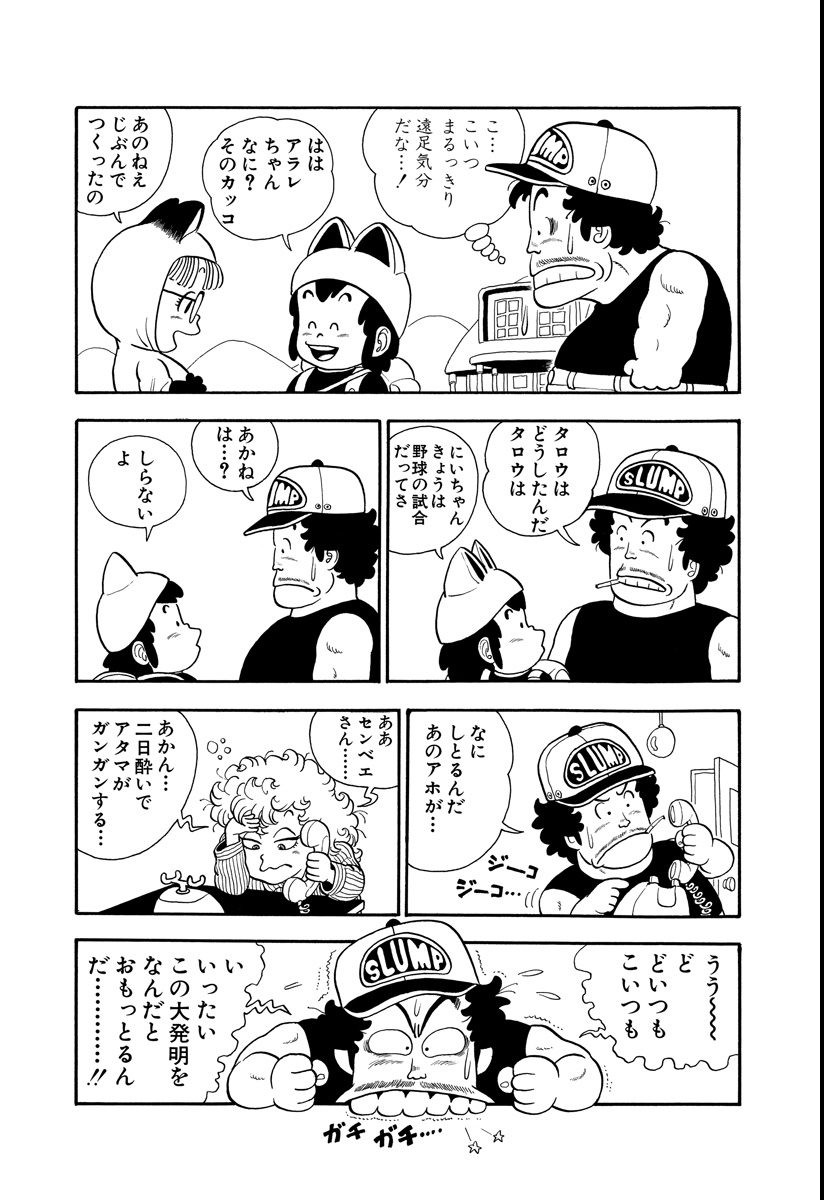 こ…
こいつ
まるっきり
遠足気分
だな…！
SLUMP
はは
アラレ
ちゃん
なに？
そのカッコ
あのねえ
じぶんで
つくったの
タロウは
どうしたんだ
タロウは
SLUMP
にいちゃん
きょうは
野球の試合
だってさ
あかね
は…？
SLUMP
しらない
よ
なに
しとるんだ
あのアホが…
SLUMP
ジーコ
ジーコ…
ああ
センベエ
さん……
あかん…
二日酔いで
アタマが
ガンガンする…
うう～～
ど
どいつも
こいつも
SLUMP
い
いったい
この大発明を
なんだと
おもっとるん
だ………!!
ガチ
ガチ….